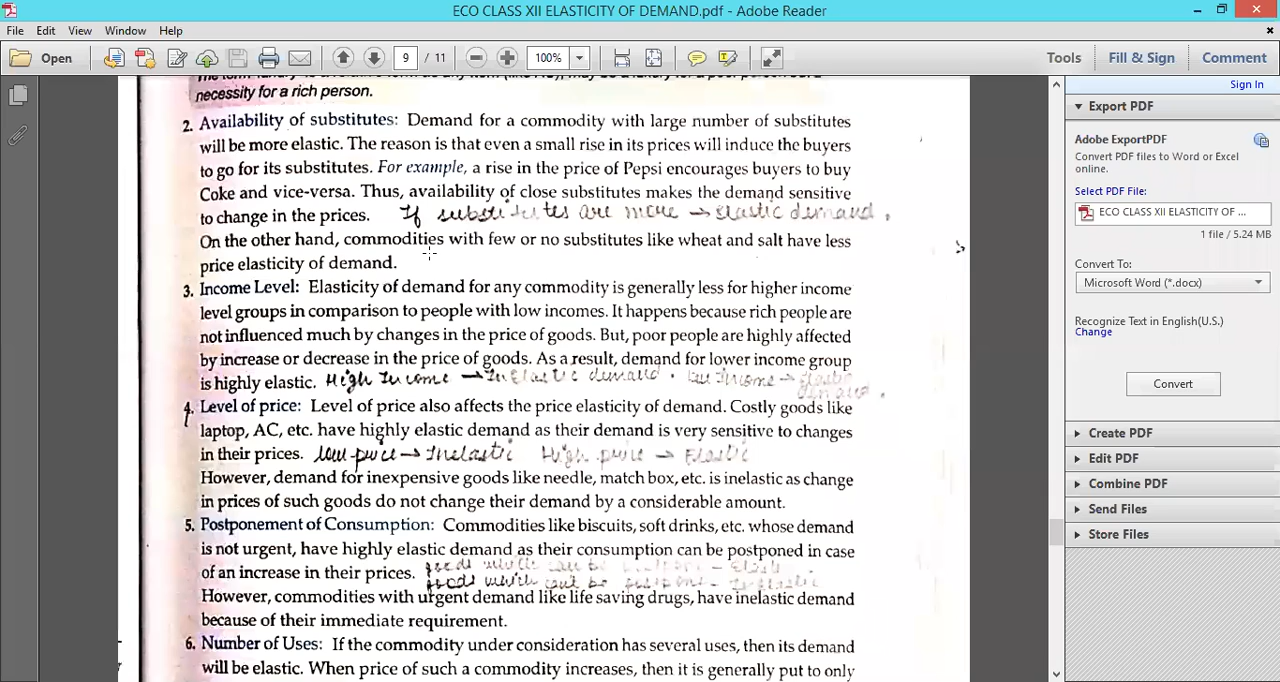 ECO CLASS XII ELASTICITY OF DEMAND.pdf - Adobe Reader
File Edit View Window Help
Open 9 / 11 100% Tools Fill & Sign Comment
Sign In
Export PDF
Adobe ExportPDF
Convert PDF files to Word or Excel online.
Select PDF File:
ECO CLASS XII ELASTICITY OF ...
1 file / 5.24 MB
Convert To:
Microsoft Word (*.docx)
Recognize Text in English(U.S.)
Change
Convert
Create PDF
Edit PDF
Combine PDF
Send Files
Store Files
necessity for a rich person.
2. Availability of substitutes: Demand for a commodity with large number of substitutes
will be more elastic. The reason is that even a small rise in its prices will induce the buyers
to go for its substitutes. For example, a rise in the price of Pepsi encourages buyers to buy
Coke and vice-versa. Thus, availability of close substitutes makes the demand sensitive
to change in the prices. If substitutes are more → elastic demand.
On the other hand, commodities with few or no substitutes like wheat and salt have less
price elasticity of demand.
3. Income Level: Elasticity of demand for any commodity is generally less for higher income
level groups in comparison to people with low incomes. It happens because rich people are
not influenced much by changes in the price of goods. But, poor people are highly affected
by increase or decrease in the price of goods. As a result, demand for lower income group
is highly elastic. High Income → Inelastic demand. Low Income → Elastic
demand.
4. Level of price: Level of price also affects the price elasticity of demand. Costly goods like
laptop, AC, etc. have highly elastic demand as their demand is very sensitive to changes
in their prices. Low price → Inelastic High price → Elastic
However, demand for inexpensive goods like needle, match box, etc. is inelastic as change
in prices of such goods do not change their demand by a considerable amount.
5. Postponement of Consumption: Commodities like biscuits, soft drinks, etc. whose demand
is not urgent, have highly elastic demand as their consumption can be postponed in case
goods which can be
of an increase in their prices. goods which cant be postpone - Inelastic
However, commodities with urgent demand like life saving drugs, have inelastic demand
because of their immediate requirement.
6. Number of Uses: If the commodity under consideration has several uses, then its demand
will be elastic. When price of such a commodity increases, then it is generally put to only